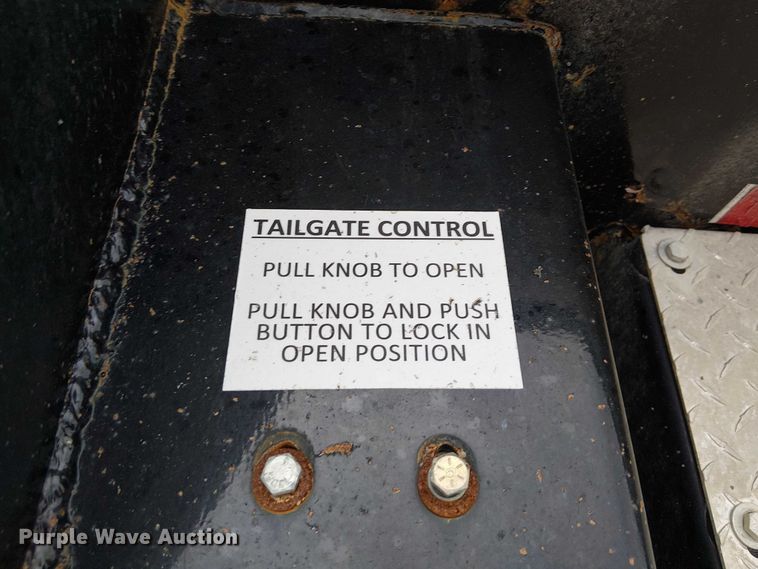 TAILGATE CONTROL
PULL KNOB TO OPEN
PULL KNOB AND PUSH
BUTTON TO LOCK IN
OPEN POSITION
Purple Wave Auction